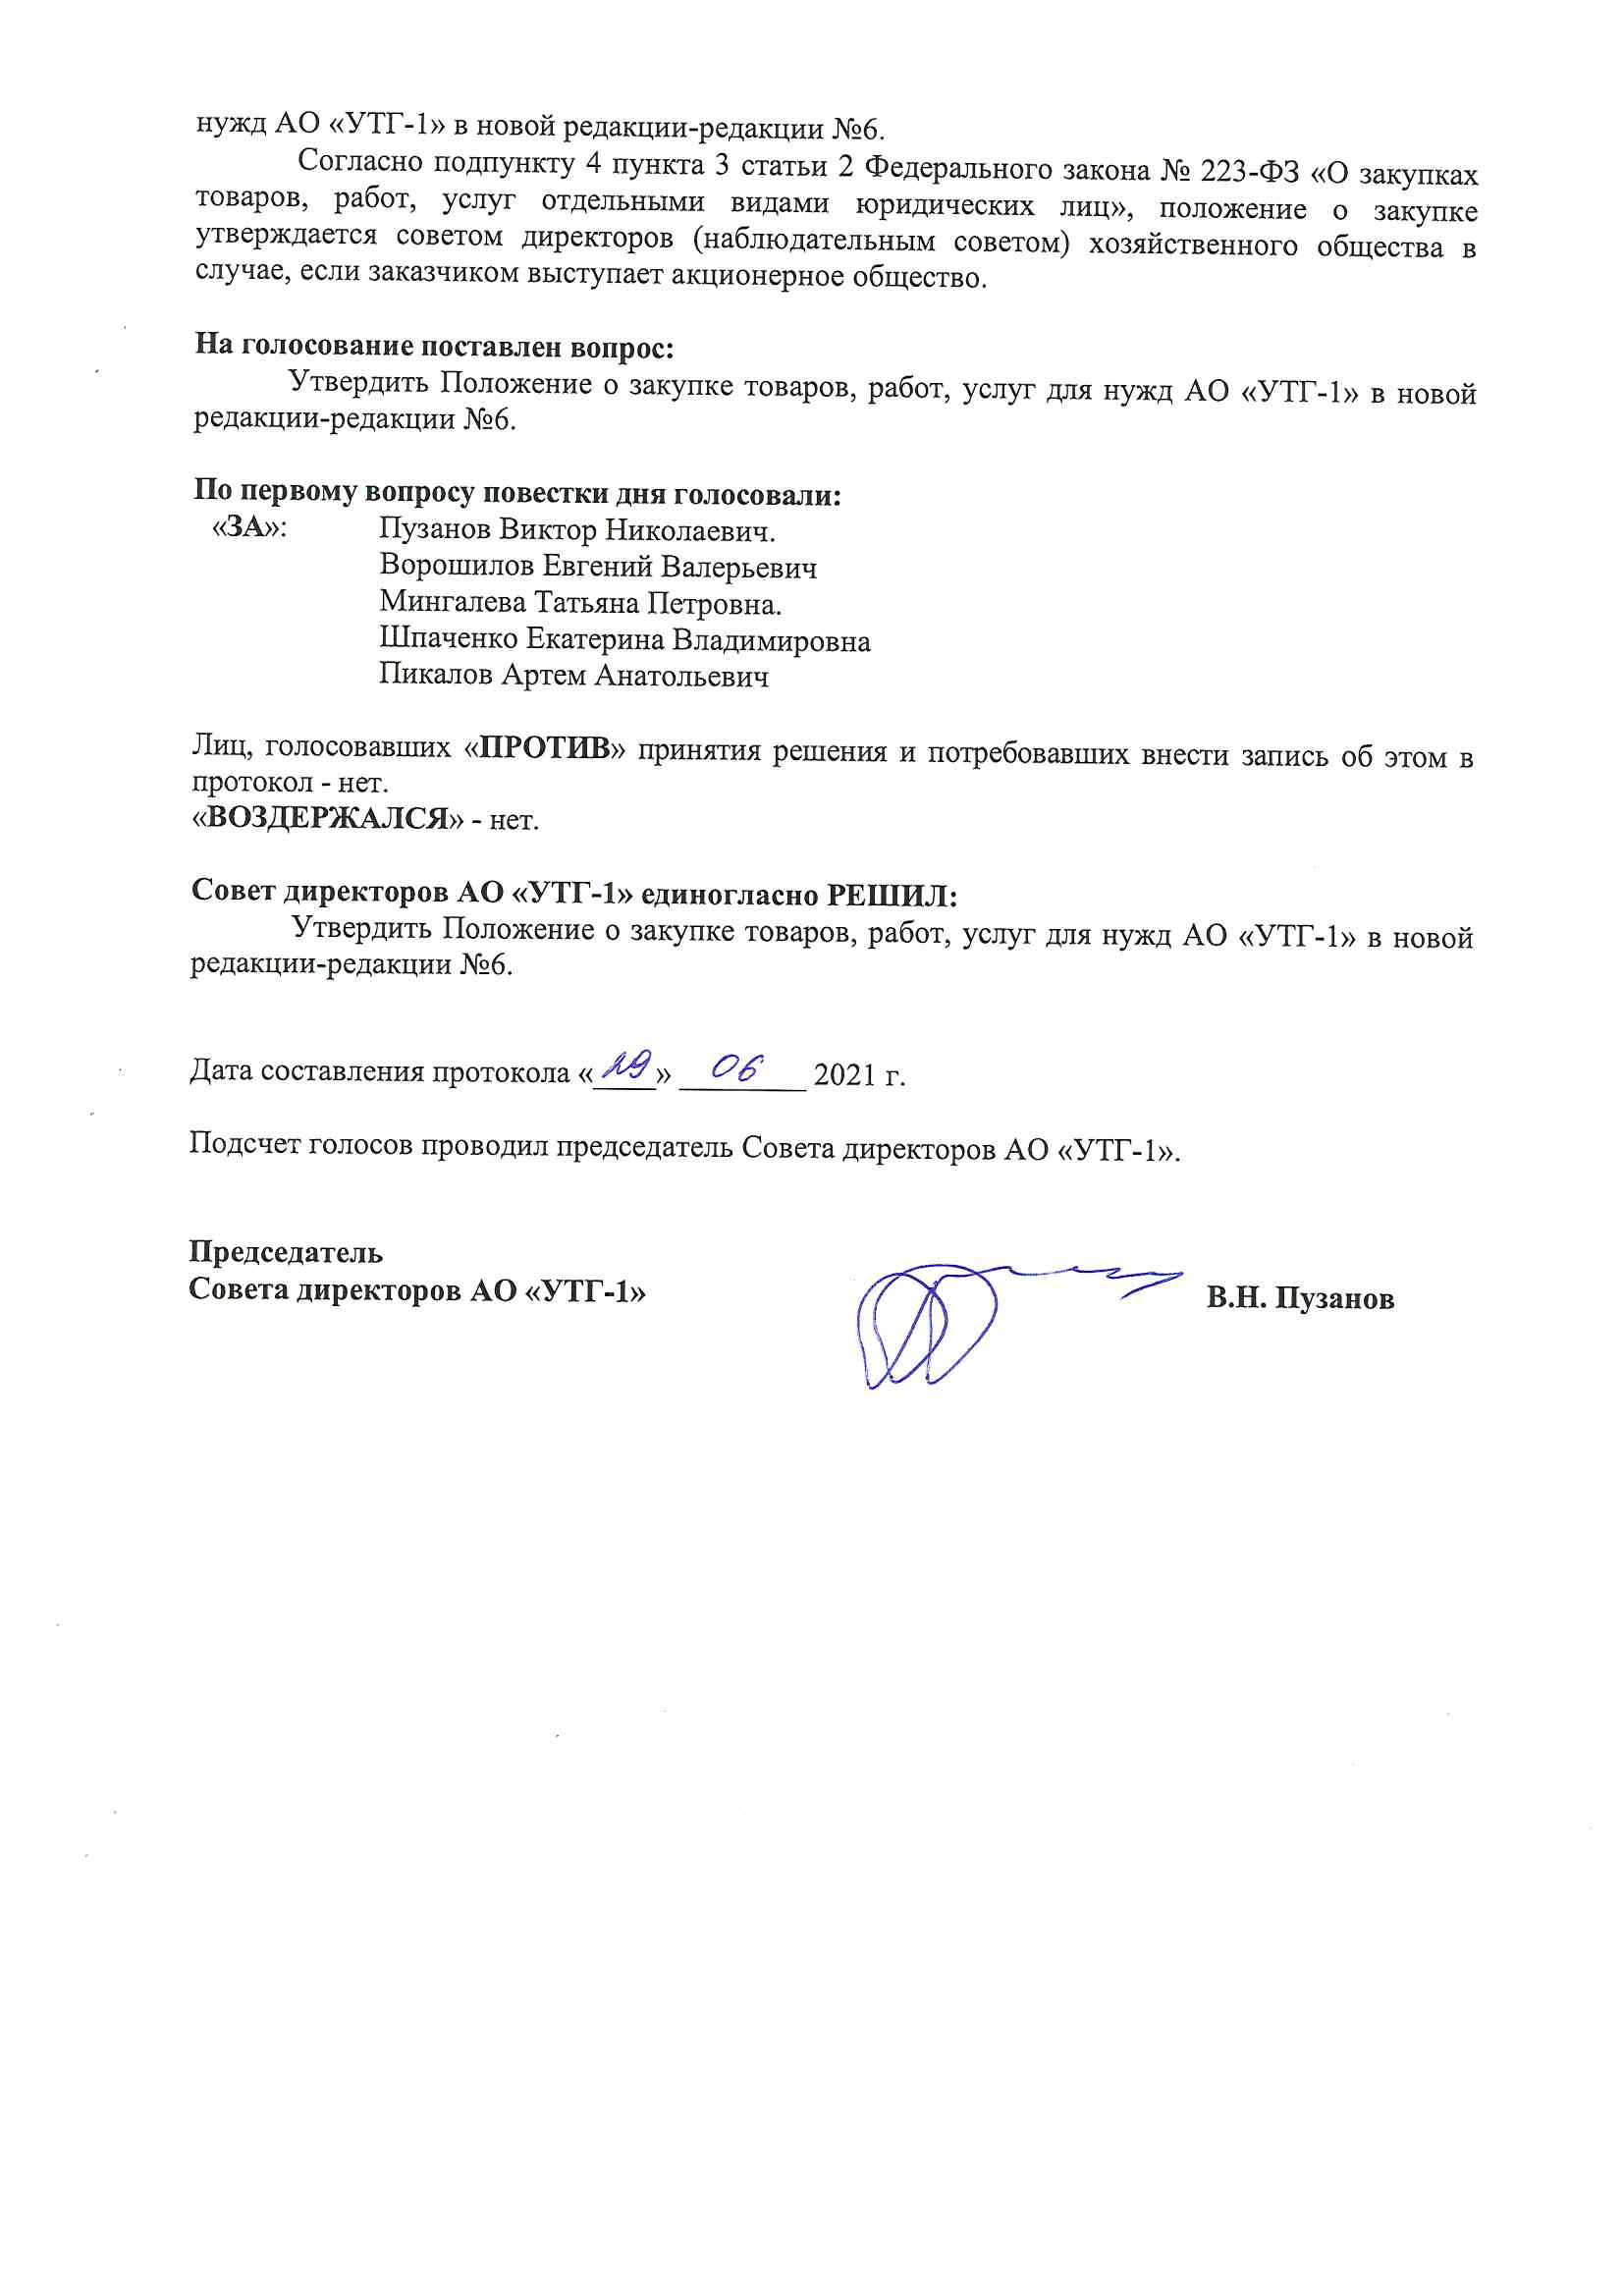 нужд АО «УТГ-1» в новой редакции-редакции №6.
Согласно подпункту 4 пункта 3 статьи 2 Федерального закона № 223-ФЗ «О закупках
товаров, работ, услуг отдельными видами юридических лиц», положение о закупке
утверждается советом директоров (наблюдательным советом) хозяйственного общества в
случае, если заказчиком выступает акционерное общество.
На голосование поставлен вопрос:
Утвердить Положение о закупке товаров, работ, услуг для нужд АО «УТГ-1» в новой
редакции-редакции №6.
По первому вопросу повестки дня голосовали:
«ЗА»: Пузанов Виктор Николаевич.
Ворошилов Евгений Валерьевич
Мингалева Татьяна Петровна.
Шпаченко Екатерина Владимировна
Пикалов Артем Анатольевич
Лиц, голосовавших «ПРОТИВ» принятия решения и потребовавших внести запись об этом в
протокол - нет.
«ВОЗДЕРЖАЛСЯ» - нет.
Совет директоров АО «УТГ-1» единогласно РЕШИЛ:
Утвердить Положение о закупке товаров, работ, услуг для нужд АО «УТГ-1» в новой
редакции-редакции №6.
Дата составления протокола «29» 06 2021 г.
Подсчет голосов проводил председатель Совета директоров АО «УТГ-1».
Председатель
Совета директоров АО «УТГ-1» В.Н. Пузанов